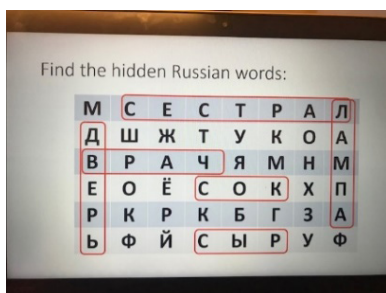 Find the hidden Russian words:
М С Е С Т Р А Л
Д Ш Ж Т У К О А
В Р А Ч Я М Н М
Е О Ё С О К Х П
Р К Р К Б Г З А
Ь Ф Й С Ы Р У Ф